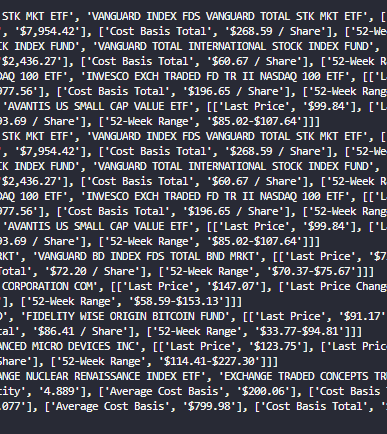 STK MKT ETF', 'VANGUARD INDEX FDS VANGUARD TOTAL STK MKT ETF', [
, '$7,954.42'], ['Cost Basis Total', '$268.59 / Share'], ['52-We
CK INDEX FUND', 'VANGUARD TOTAL INTERNATIONAL STOCK INDEX FUND',
'$2,436.27'], ['Cost Basis Total', '$60.67 / Share'], ['52-Week R
DAQ 100 ETF', 'INVESCO EXCH TRADED FD TR II NASDAQ 100 ETF', [['L
977.56'], ['Cost Basis Total', '$196.65 / Share'], ['52-Week Rang
'AVANTIS US SMALL CAP VALUE ETF', [['Last Price', '$99.84'], ['L
93.69 / Share'], ['52-Week Range', '$85.02-$107.64']]]
STK MKT ETF', 'VANGUARD INDEX FDS VANGUARD TOTAL STK MKT ETF', [
, '$7,954.42'], ['Cost Basis Total', '$268.59 / Share'], ['52-We
CK INDEX FUND', 'VANGUARD TOTAL INTERNATIONAL STOCK INDEX FUND',
'$2,436.27'], ['Cost Basis Total', '$60.67 / Share'], ['52-Week R
DAQ 100 ETF', 'INVESCO EXCH TRADED FD TR II NASDAQ 100 ETF', [['L
977.56'], ['Cost Basis Total', '$196.65 / Share'], ['52-Week Rang
'AVANTIS US SMALL CAP VALUE ETF', [['Last Price', '$99.84'], ['L
93.69 / Share'], ['52-Week Range', '$85.02-$107.64']]]
RKT', 'VANGUARD BD INDEX FDS TOTAL BND MRKT', [['Last Price', '$7
otal', '$72.20 / Share'], ['52-Week Range', '$70.37-$75.67']]]
CORPORATION COM', [['Last Price', '$147.07'], ['Last Price Chang
'], ['52-Week Range', '$58.59-$153.13']]]
D', 'FIDELITY WISE ORIGIN BITCOIN FUND', [['Last Price', '$91.17'
tal', '$86.41 / Share'], ['52-Week Range', '$33.77-$94.81']]]
ANCED MICRO DEVICES INC', [['Last Price', '$123.75'], ['Last Pric
Share'], ['52-Week Range', '$114.41-$227.30']]]
ANGE NUCLEAR RENAISSANCE INDEX ETF', 'EXCHANGE TRADED CONCEPTS TR
tity', '4.889'], ['Average Cost Basis', '$200.06'], ['Cost Basis
.077'], ['Average Cost Basis', '$799.98'], ['Cost Basis Total', '